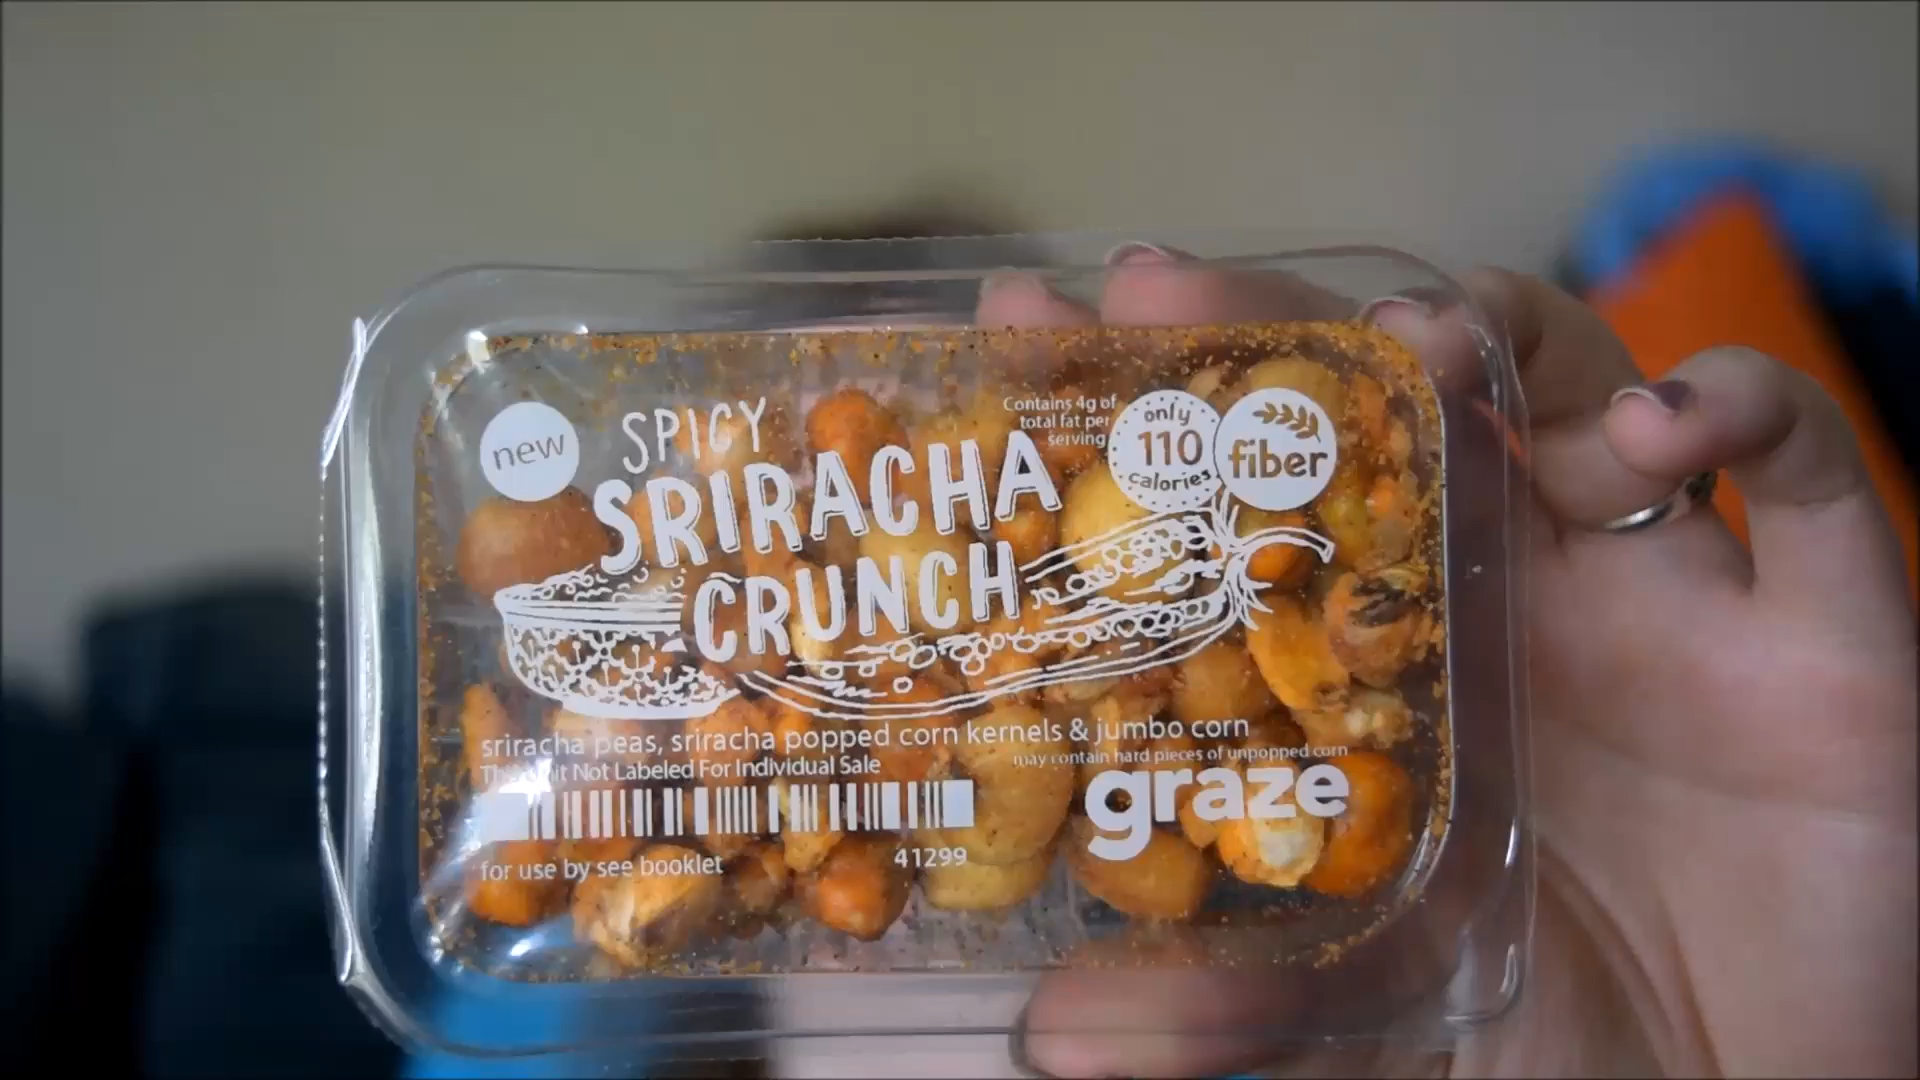 new
SPICY
SRIRACHA
CRUNCH
Contains 4g of
total fat per
serving
only
110
calories
fiber
sriracha peas, sriracha popped corn kernels & jumbo corn
may contain hard pieces of unpopped corn
This Unit Not Labeled For Individual Sale
graze
for use by see booklet
41299